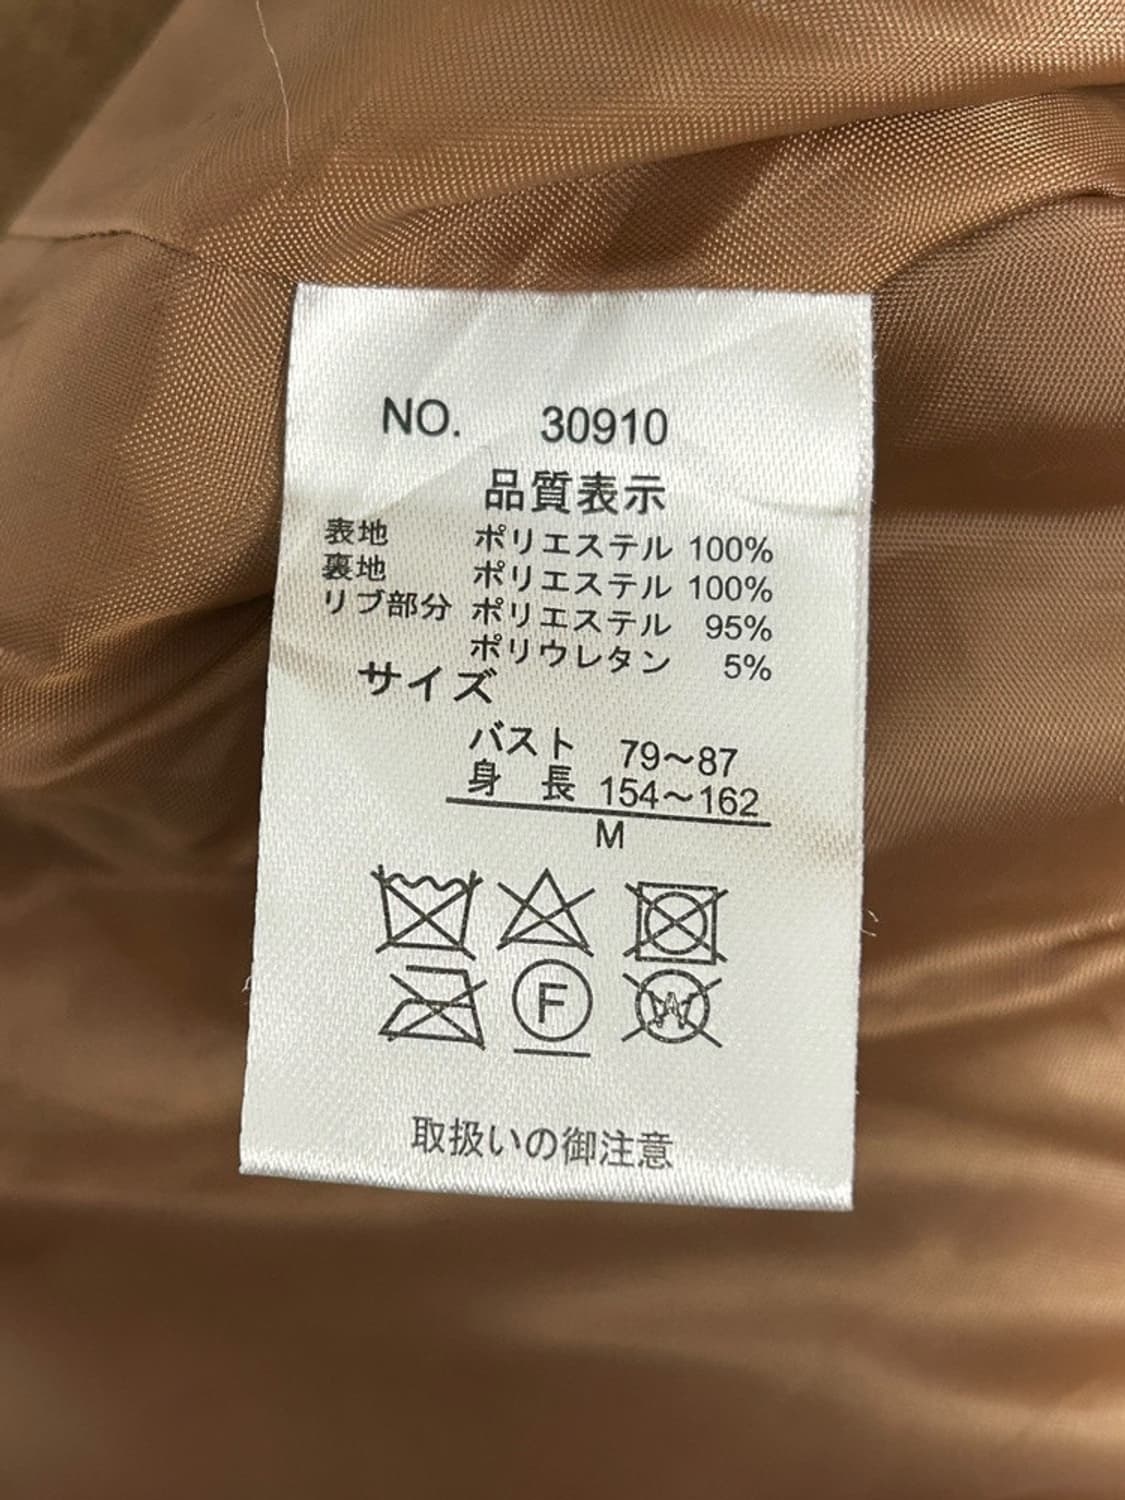 NO. 30910
品質表示
表地 ポリエステル 100%
裏地 ポリエステル 100%
リブ部分 ポリエステル 95%
ポリウレタン 5%
サイズ
バスト 79～87
身 長 154～162
M
F
W
取扱いの御注意